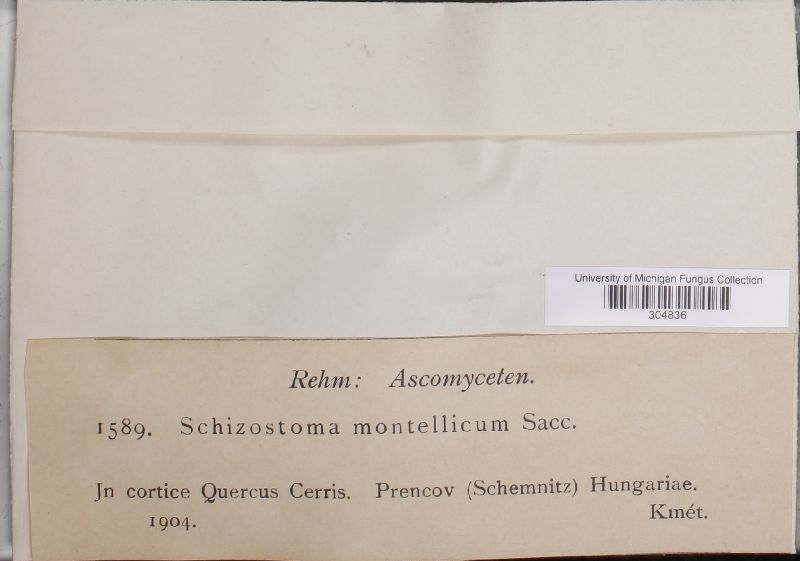 University of Michigan Fungus Collection
304836
Rehm: Ascomyceten.
1589. Schizostoma montellicum Sacc.
Jn cortice Quercus Cerris. Prencov (Schemnitz) Hungariae.
1904. Kmét.